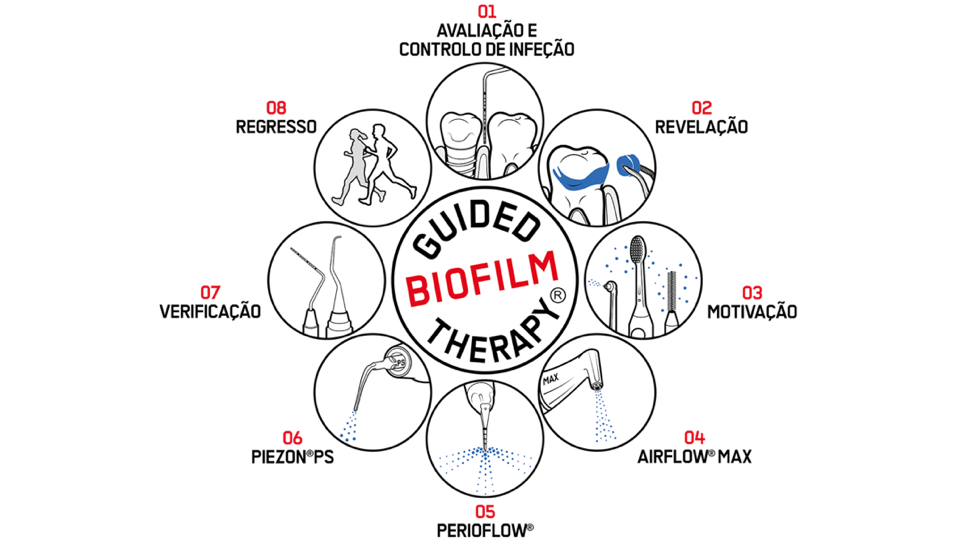 01
AVALIAÇÃO E
CONTROLO DE INFEÇÃO
02
REVELAÇÃO
03
MOTIVAÇÃO
MAX
04
AIRFLOW® MAX
05
PERIOFLOW®
PS
06
PIEZON®PS
07
VERIFICAÇÃO
08
REGRESSO
GUIDED
BIOFILM
THERAPY®